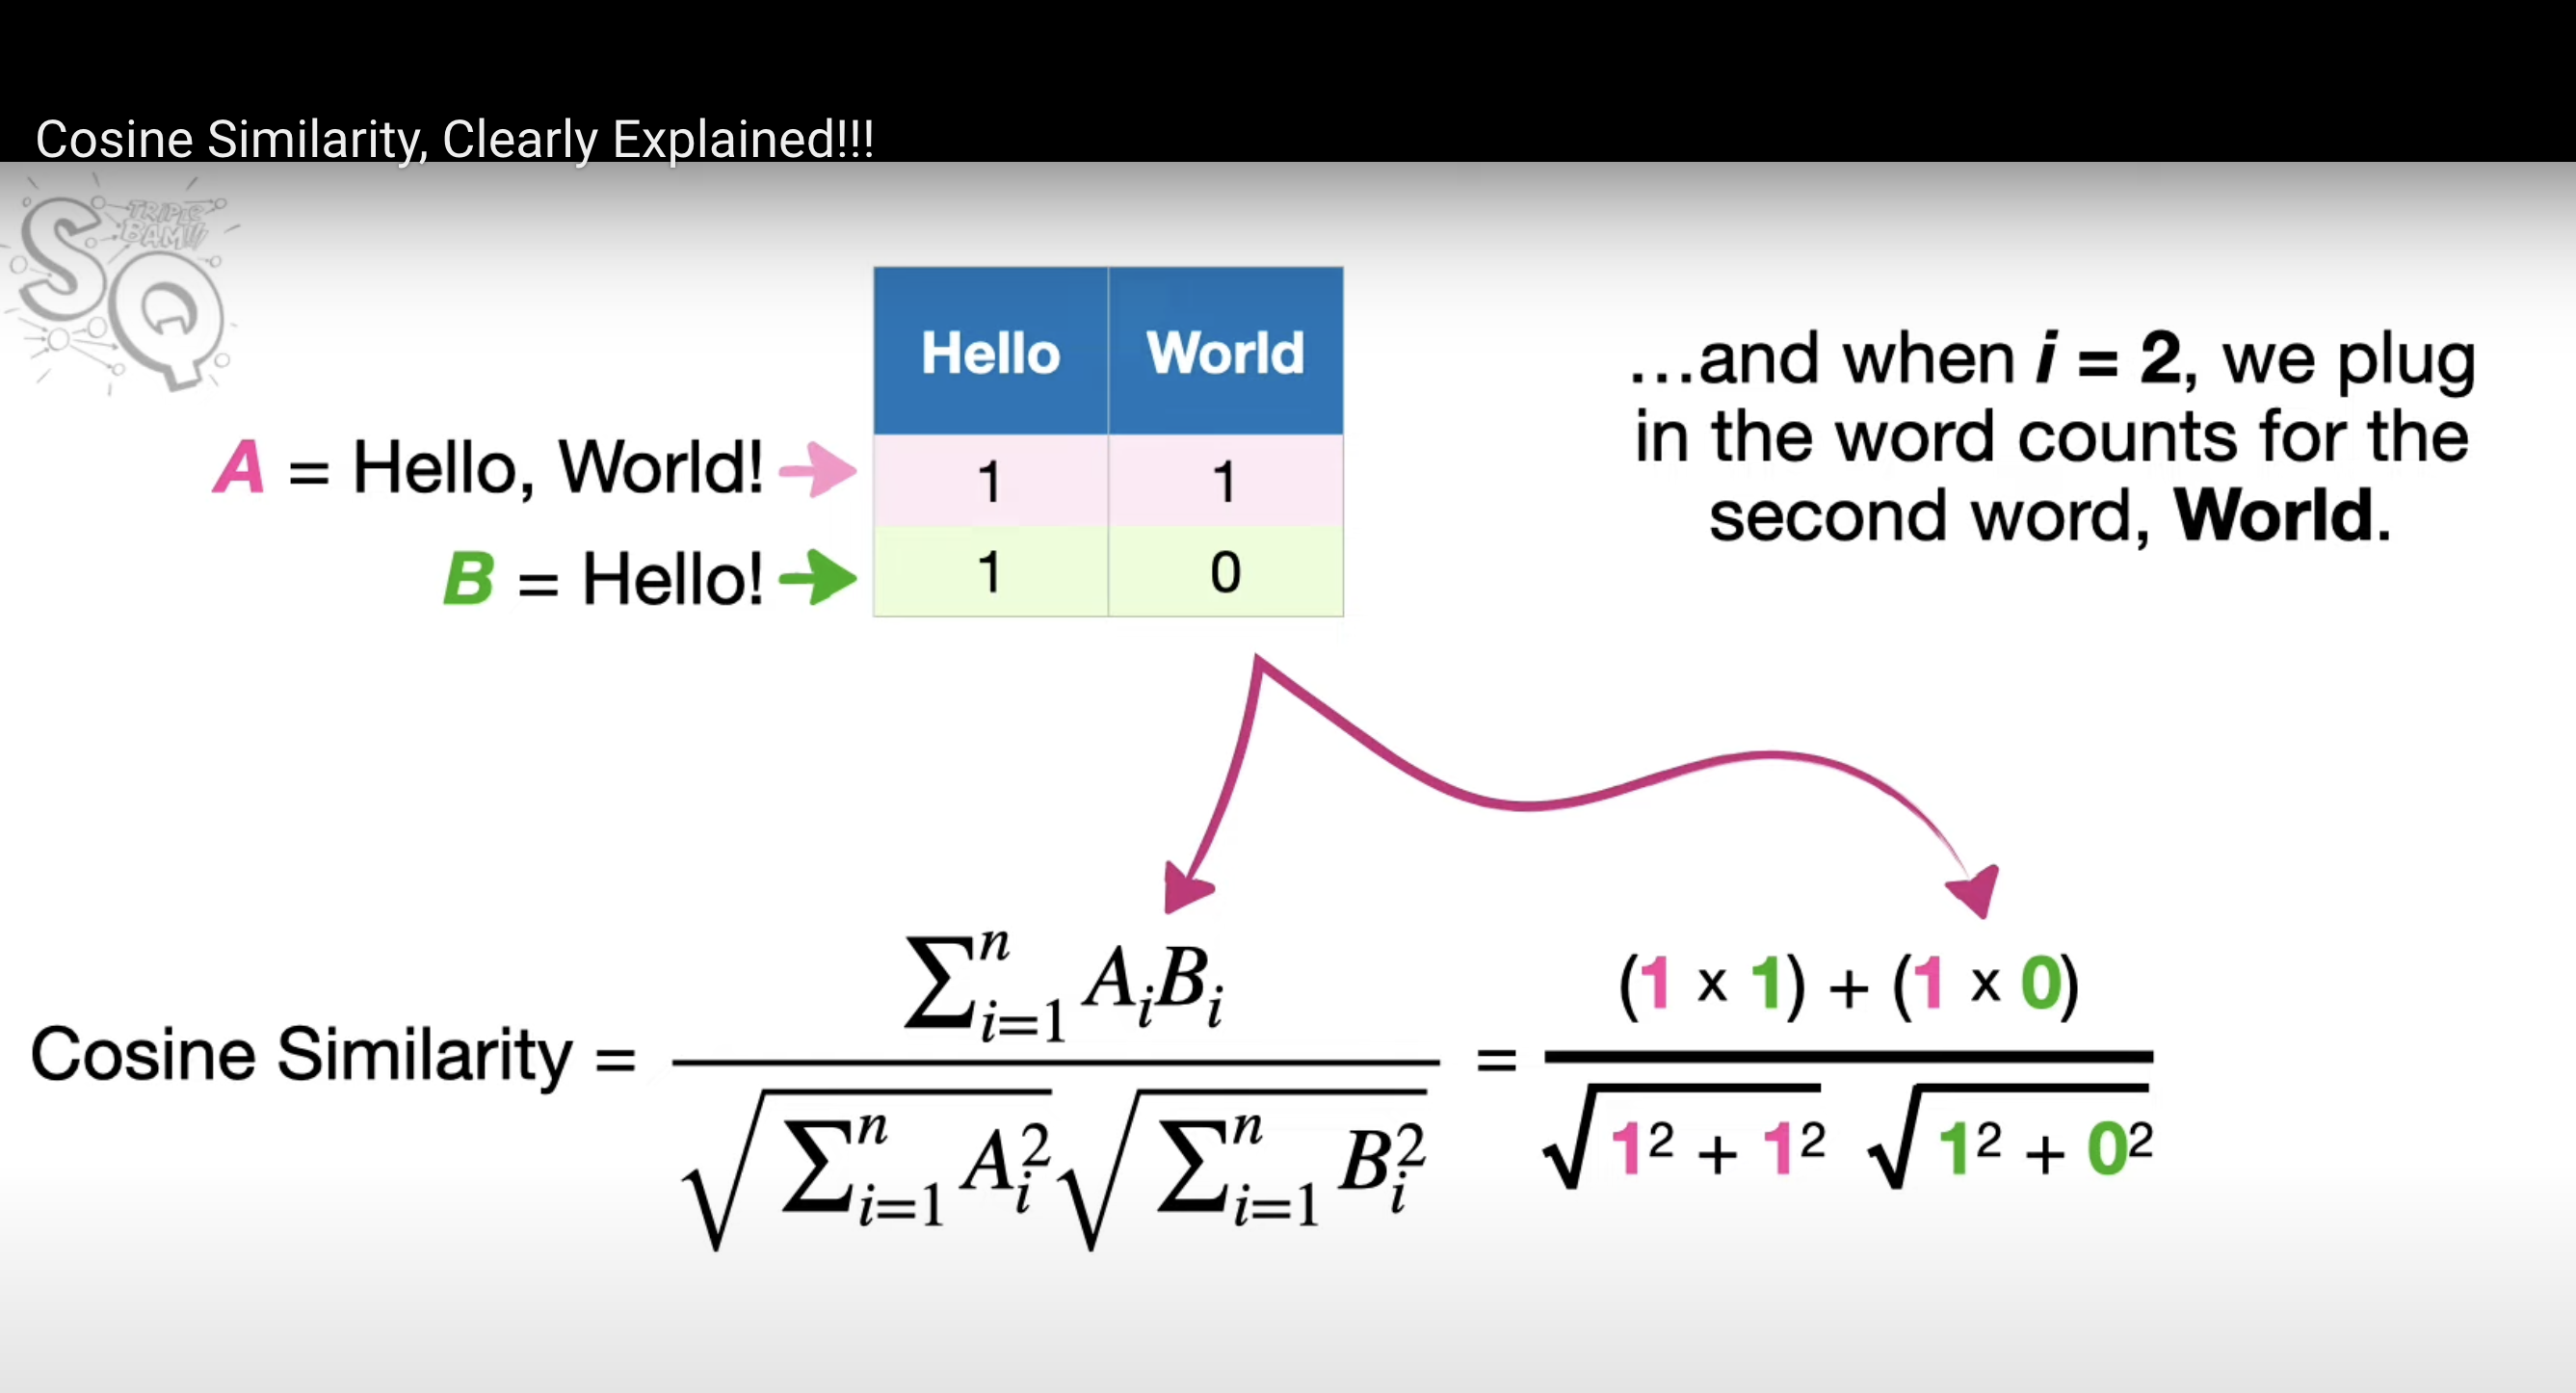 Cosine Similarity, Clearly Explained!!!
SQ TRIPLE
BAM!!!
Hello World
A = Hello, World! 1 1
B = Hello! 1 0
…and when i = 2, we plug
in the word counts for the
second word, World.
Cosine Similarity = \frac{\sum_{i=1}^{n} A_i B_i}{\sqrt{\sum_{i=1}^{n} A_i^2} \sqrt{\sum_{i=1}^{n} B_i^2}} = \frac{(1 x 1) + (1 x 0)}{\sqrt{1^2 + 1^2} \sqrt{1^2 + 0^2}}